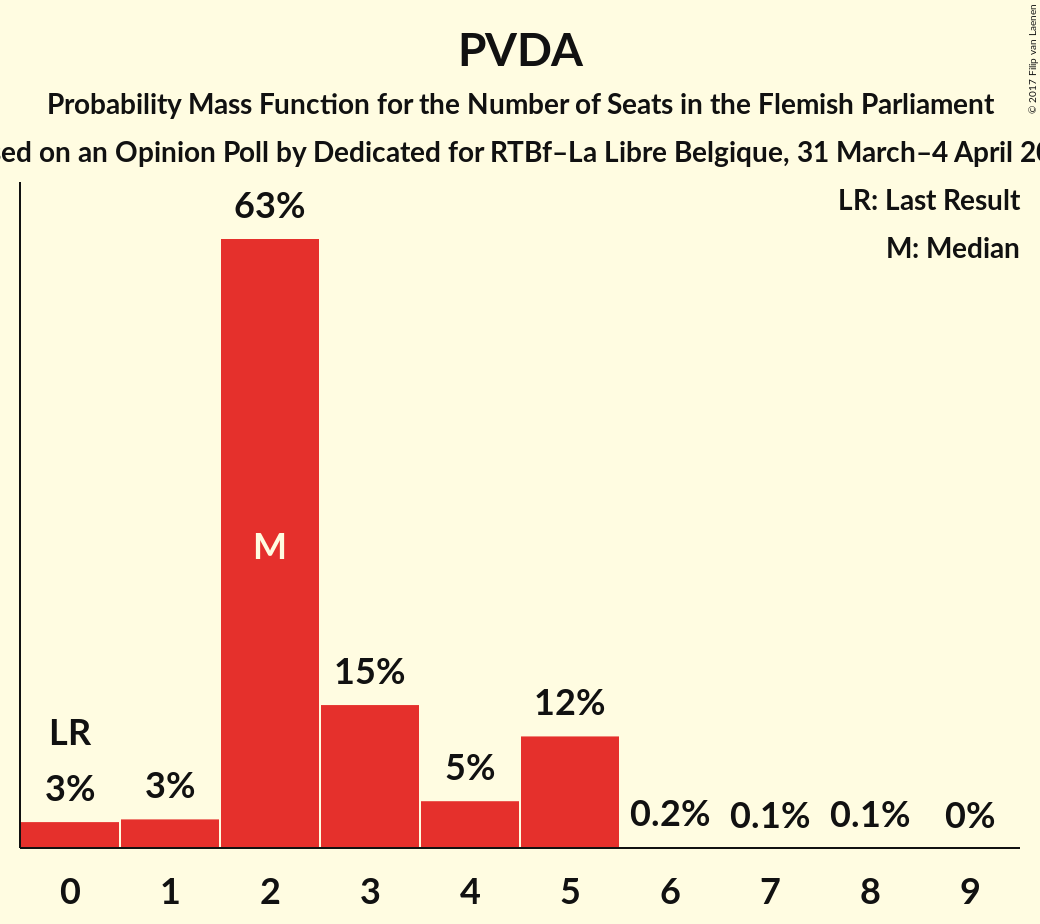 PVDA
Probability Mass Function for the Number of Seats in the Flemish Parliament
on an Opinion Poll by Dedicated for RTBf–La Libre Belgique, 31 March–4 April
LR: Last Result
M: Median
63%
M
15%
12%
LR
5%
3%
3%
0.2%
0.1%
0.1%
0%
0 1 2 3 4 5 6 7 8 9
© 2017 Filip van Laenen